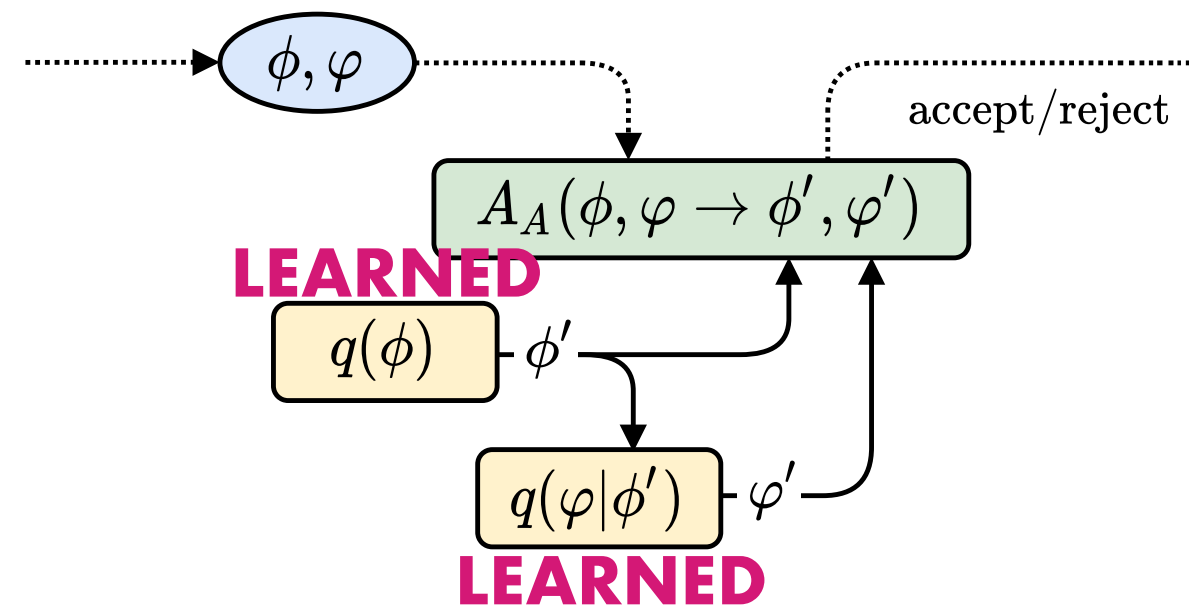 ϕ, φ
accept/reject
A_A(ϕ, φ → ϕ′, φ′)
LEARNED
q(ϕ)
ϕ′
q(φ|ϕ′)
φ′
LEARNED